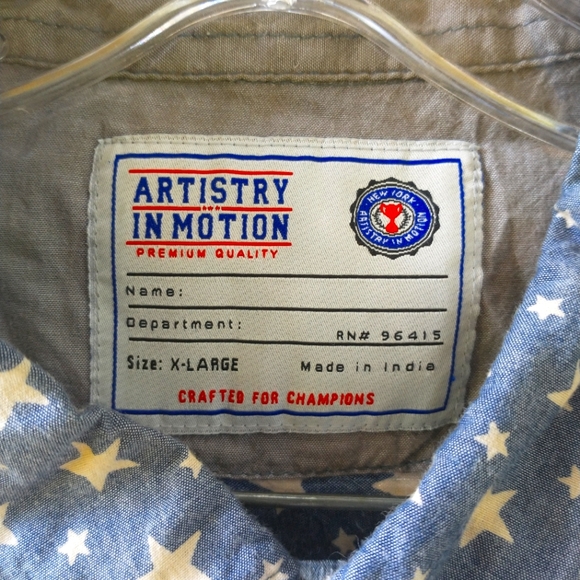 ARTISTRY
IN MOTION
PREMIUM QUALITY
NEW YORK
ARTISTRY IN MOTION
Name:
Department:
RN# 96415
Size: X-LARGE
Made in India
CRAFTED FOR CHAMPIONS